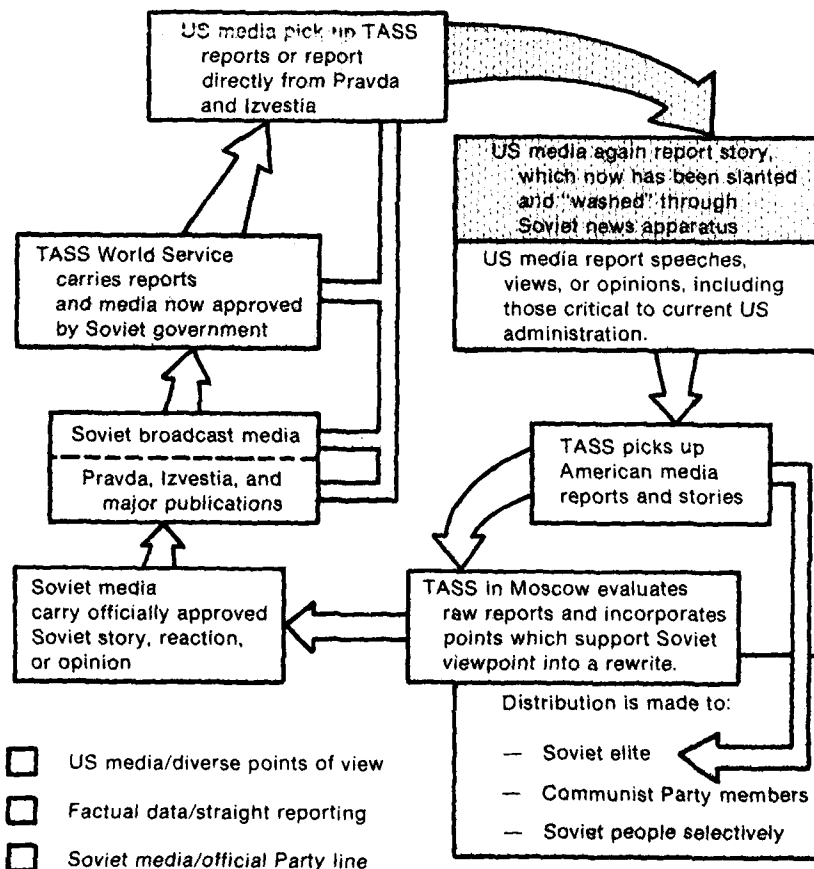 US media pick up TASS
reports or report
directly from Pravda
and Izvestia
US media again report story,
which now has been slanted
and "washed" through
Soviet news apparatus
US media report speeches,
views, or opinions, including
those critical to current US
administration.
TASS World Service
carries reports
and media now approved
by Soviet government
Soviet broadcast media
Pravda, Izvestia, and
major publications
TASS picks up
American media
reports and stories
Soviet media
carry officially approved
Soviet story, reaction,
or opinion
TASS in Moscow evaluates
raw reports and incorporates
points which support Soviet
viewpoint into a rewrite.
Distribution is made to:
— Soviet elite
— Communist Party members
— Soviet people selectively
US media/diverse points of view
Factual data/straight reporting
Soviet media/official Party line